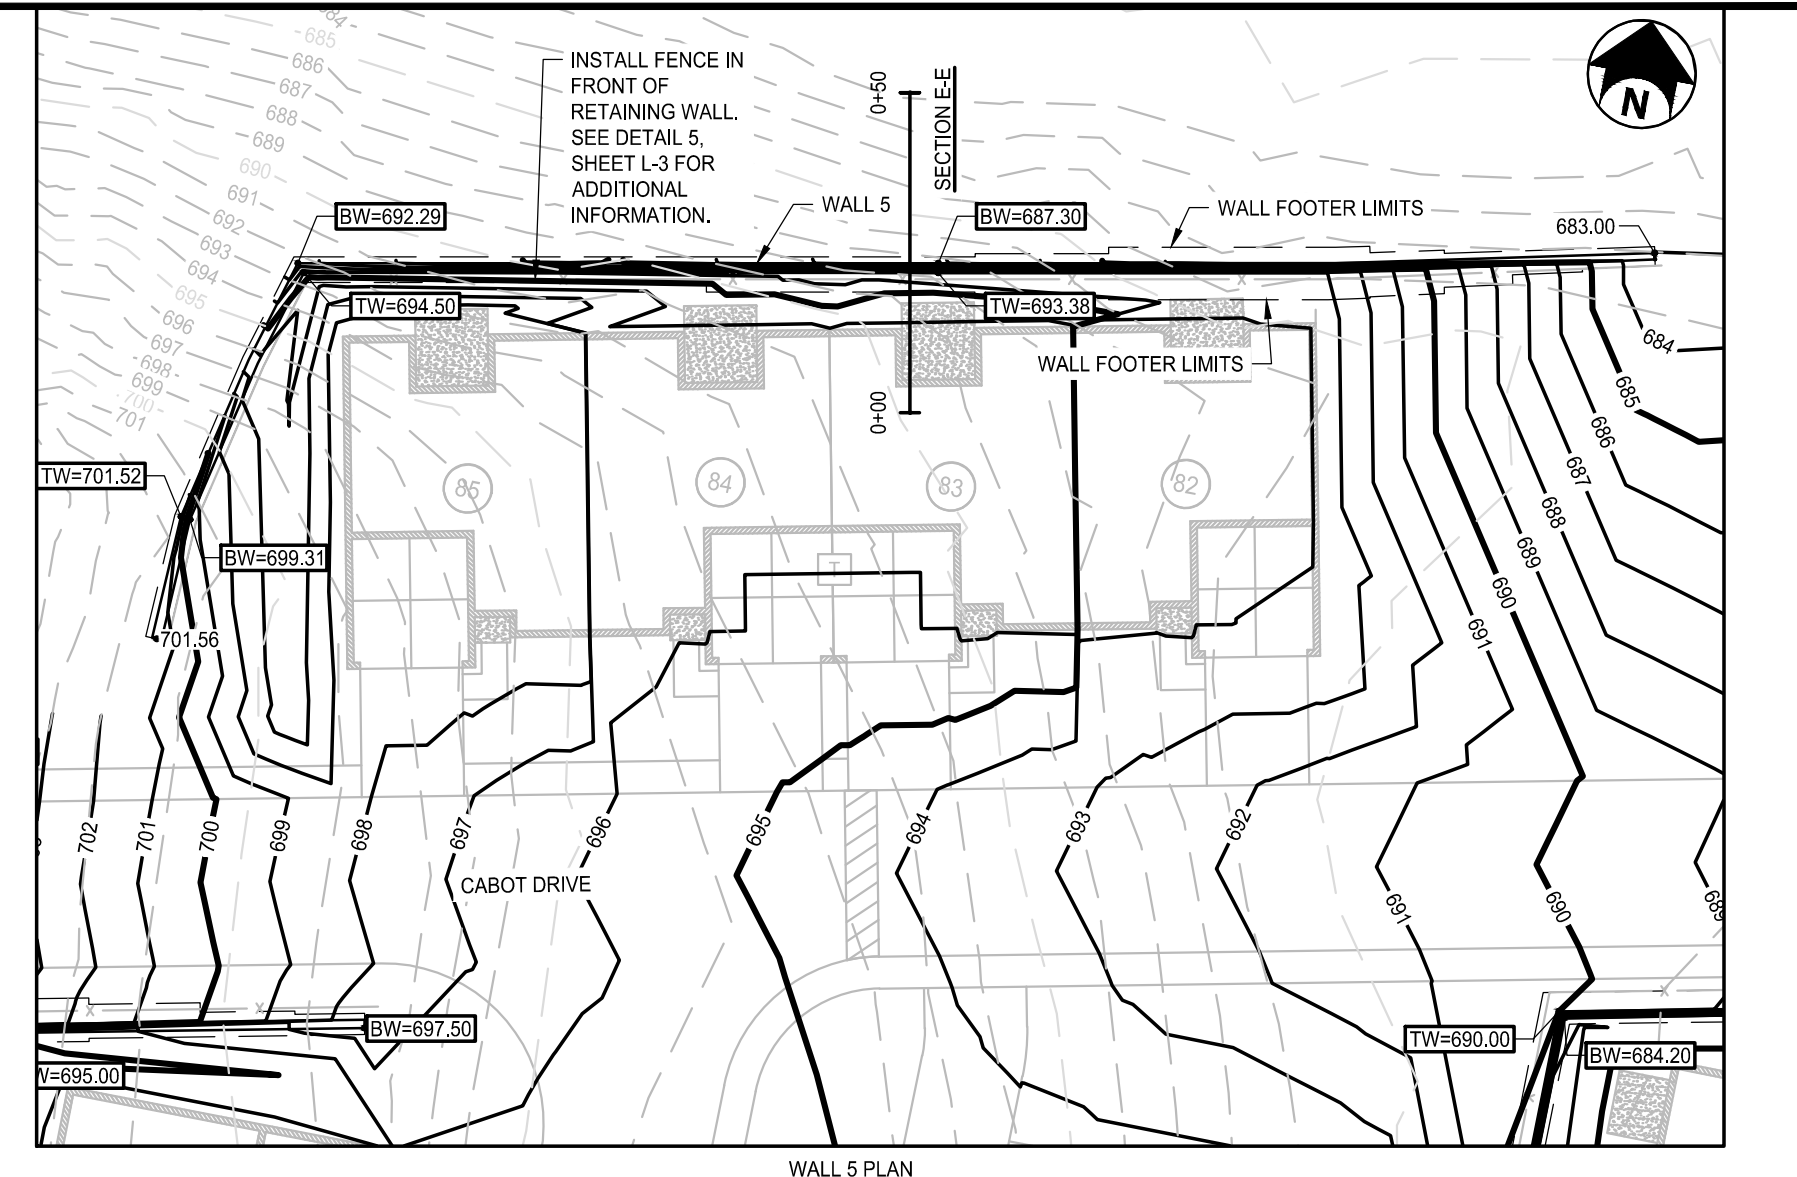 684
685
686
687
688
689
690
691
692
693
694
695
696
697
698
699
700
701
INSTALL FENCE IN
FRONT OF
RETAINING WALL.
SEE DETAIL 5,
SHEET L-3 FOR
ADDITIONAL
INFORMATION.
0+50
SECTION E-E
N
BW=692.29
WALL 5
BW=687.30
WALL FOOTER LIMITS
683.00
TW=694.50
TW=693.38
WALL FOOTER LIMITS
684
685
686
687
688
689
690
691
0+00
TW=701.52
85
84
83
82
BW=699.31
T
701.56
702
701
700
699
698
697
696
695
694
693
692
691
690
689
CABOT DRIVE
BW=697.50
W=695.00
TW=690.00
BW=684.20
WALL 5 PLAN